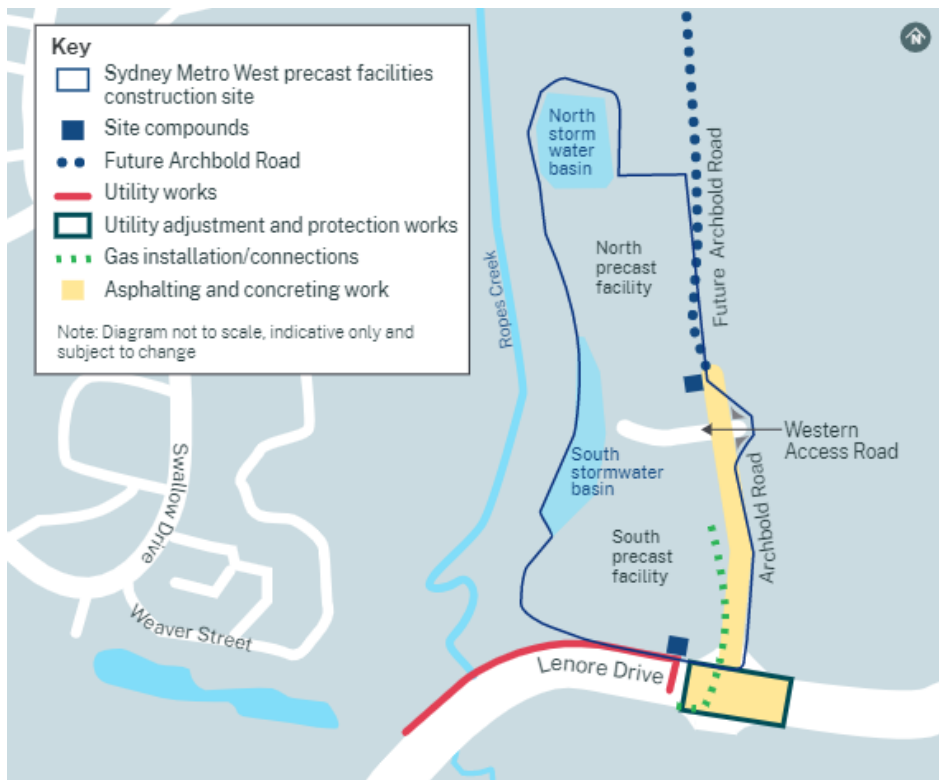 Key
Sydney Metro West precast facilities
construction site
Site compounds
Future Archbold Road
Utility works
Utility adjustment and protection works
Gas installation/connections
Asphalting and concreting work
Note: Diagram not to scale, indicative only and
subject to change
N
North
storm
water
basin
North
precast
facility
Future Archbold Road
Ropes Creek
Western
Access Road
South
stormwater
basin
Archbold Road
South
precast
facility
Swallow Drive
Weaver Street
Lenore Drive